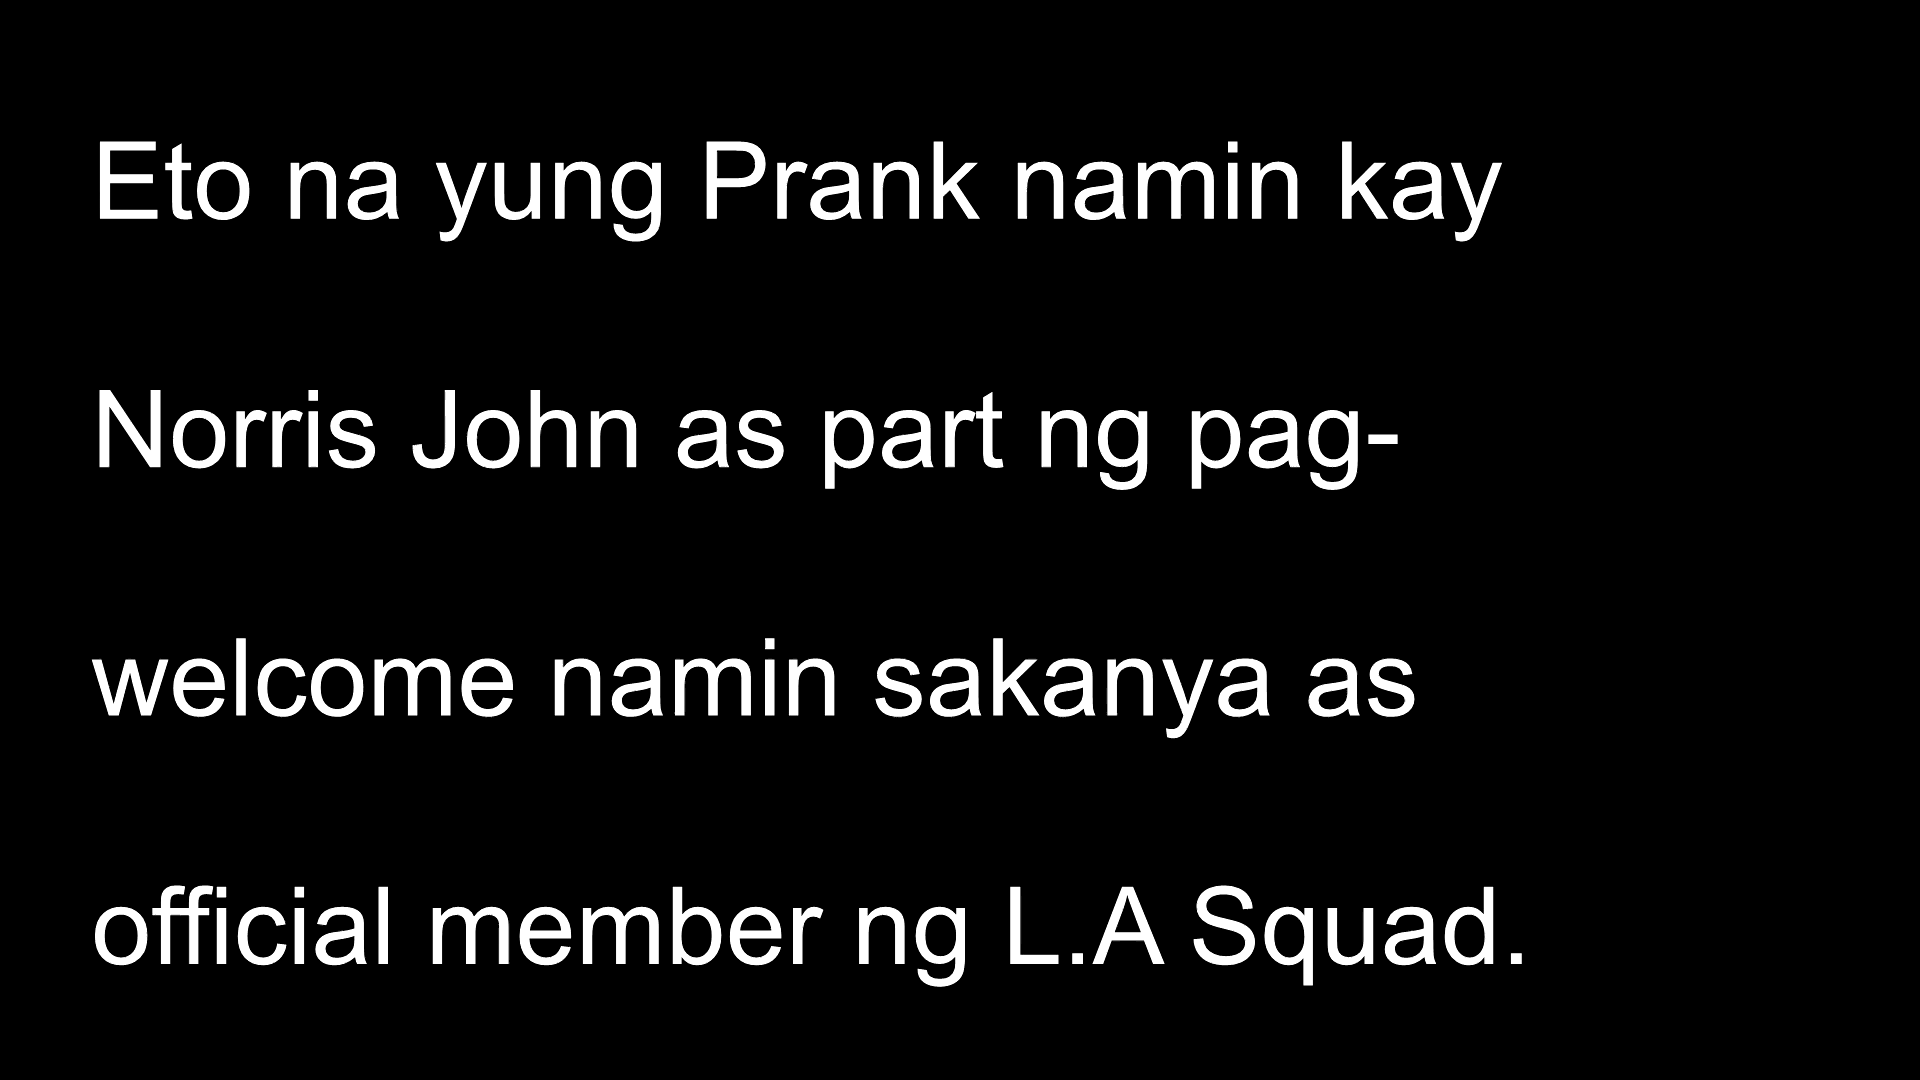 Eto na yung Prank namin kay
Norris John as part ng pag-
welcome namin sakanya as
official member ng L.A Squad.